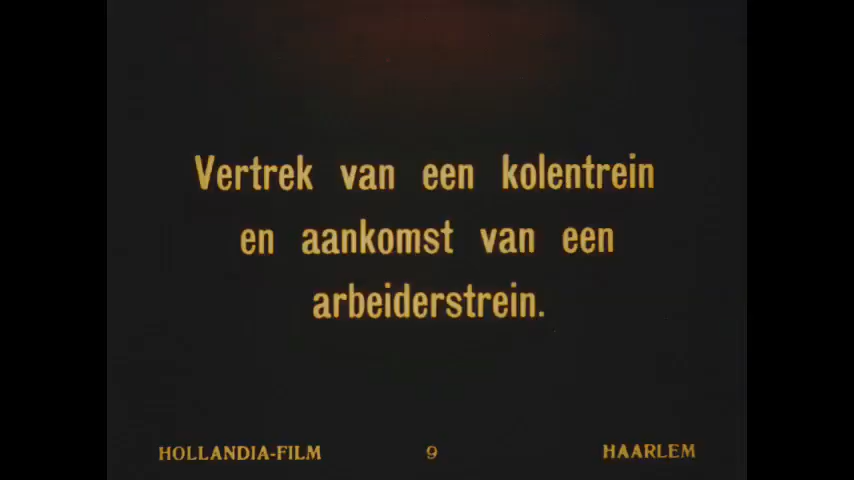 Vertrek van een kolentrein
en aankomst van een
arbeiderstrein.
HOLLANDIA-FILM 9 HAARLEM